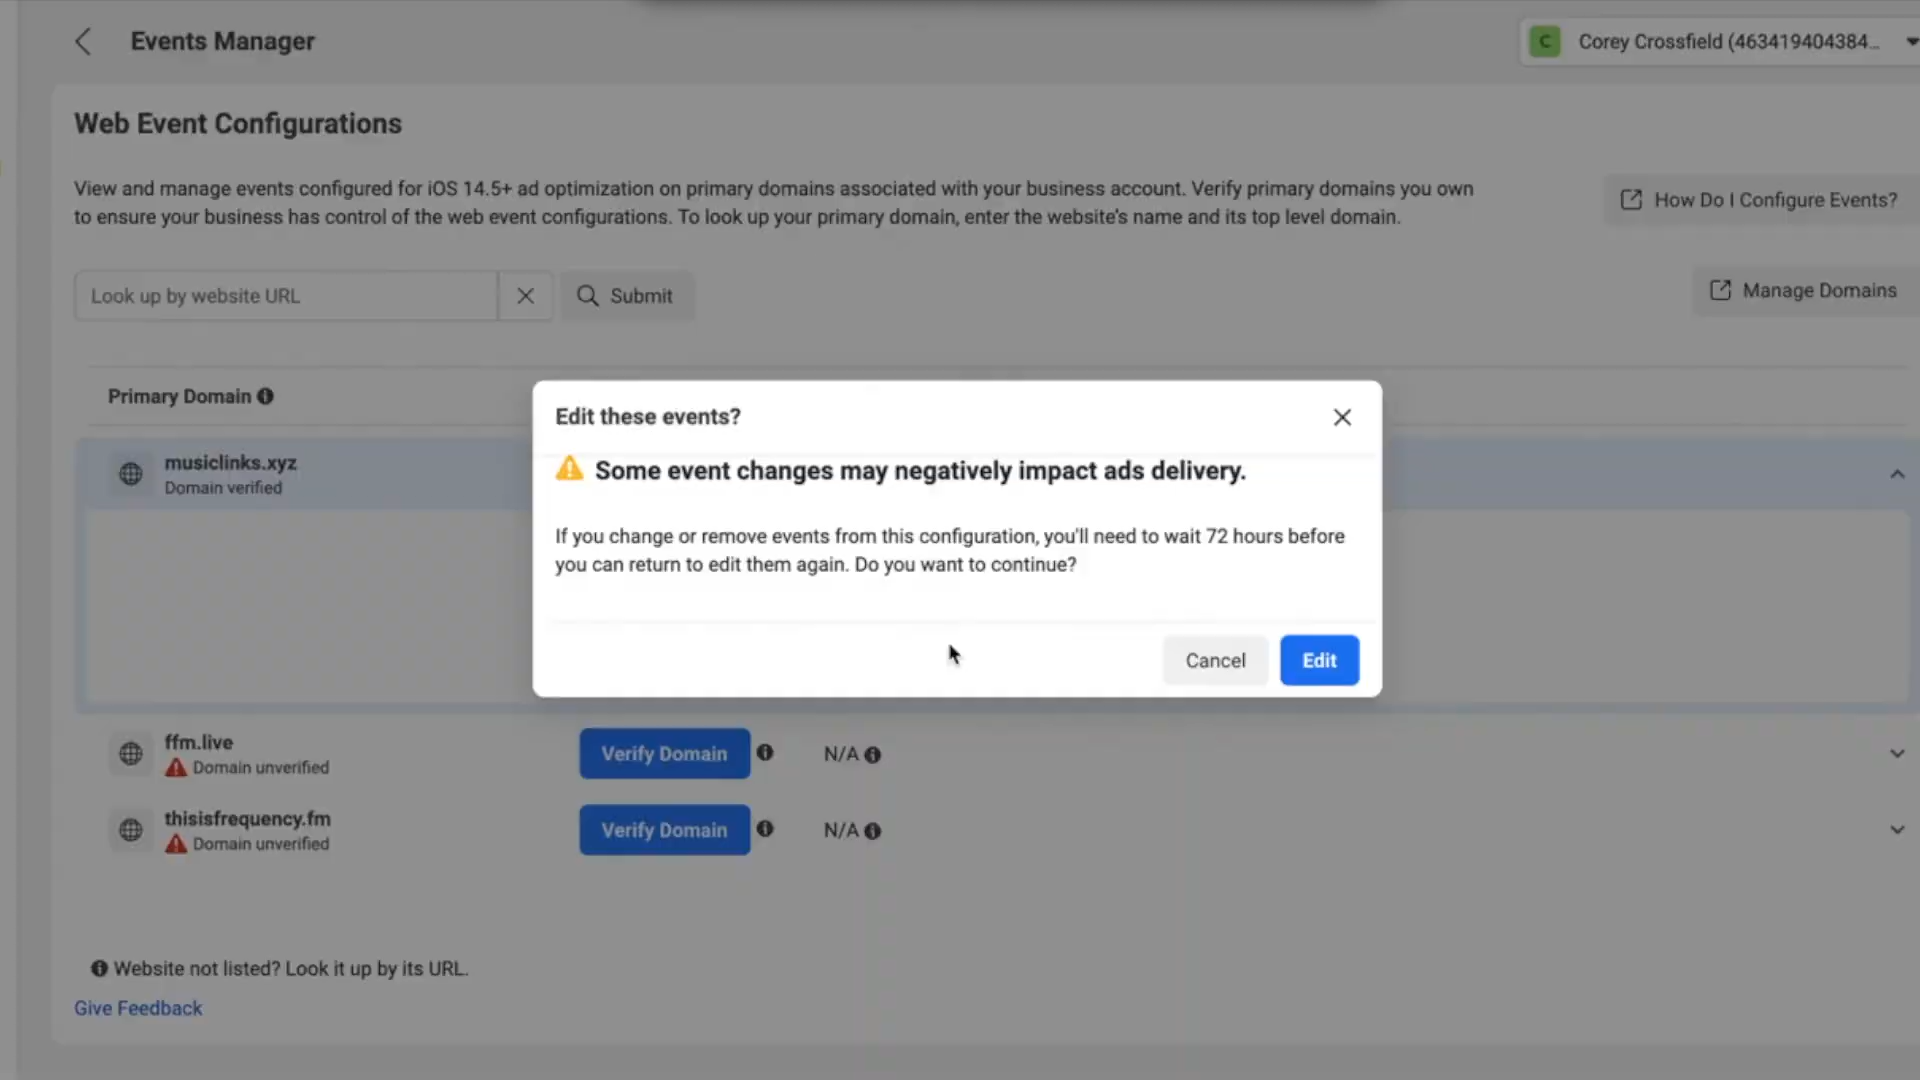 Events Manager
C Corey Crossfield (463419404384...
Web Event Configurations
View and manage events configured for iOS 14.5+ ad optimization on primary domains associated with your business account. Verify primary domains you own
to ensure your business has control of the web event configurations. To look up your primary domain, enter the website's name and its top level domain.
How Do I Configure Events?
Look up by website URL
Submit
Manage Domains
Primary Domain
musiclinks.xyz
Domain verified
Edit these events?
Some event changes may negatively impact ads delivery.
If you change or remove events from this configuration, you'll need to wait 72 hours before
you can return to edit them again. Do you want to continue?
Cancel
Edit
ffm.live
Domain unverified
Verify Domain
N/A
thisisfrequency.fm
Domain unverified
Verify Domain
N/A
Website not listed? Look it up by its URL.
Give Feedback